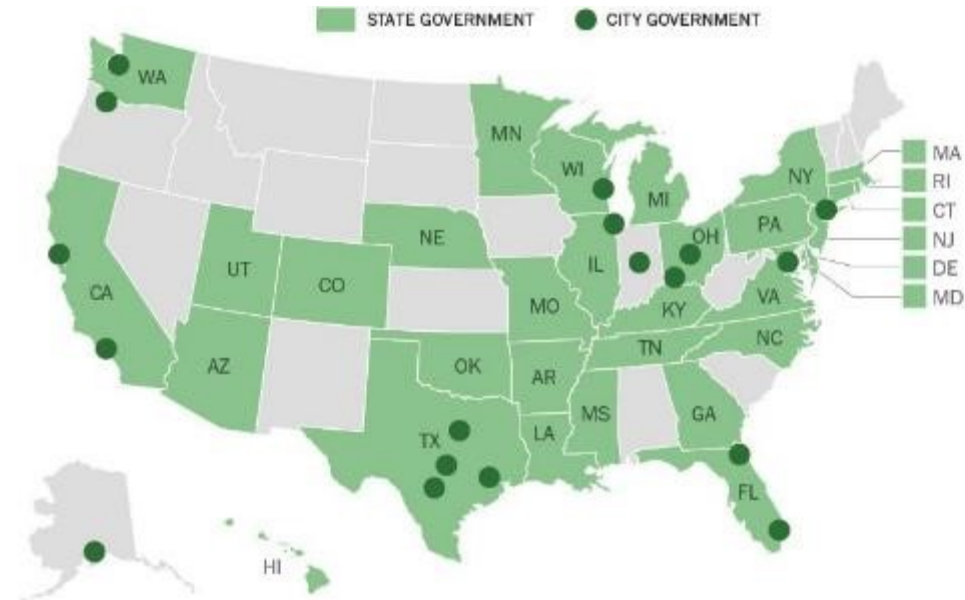 STATE GOVERNMENT CITY GOVERNMENT
WA
MN
WI
MI
NY
MA
RI
CT
NJ
DE
MD
PA
OH
NE
IL
UT
CO
CA
MO
KY
VA
NC
TN
AZ
OK
AR
MS
GA
LA
TX
FL
HI